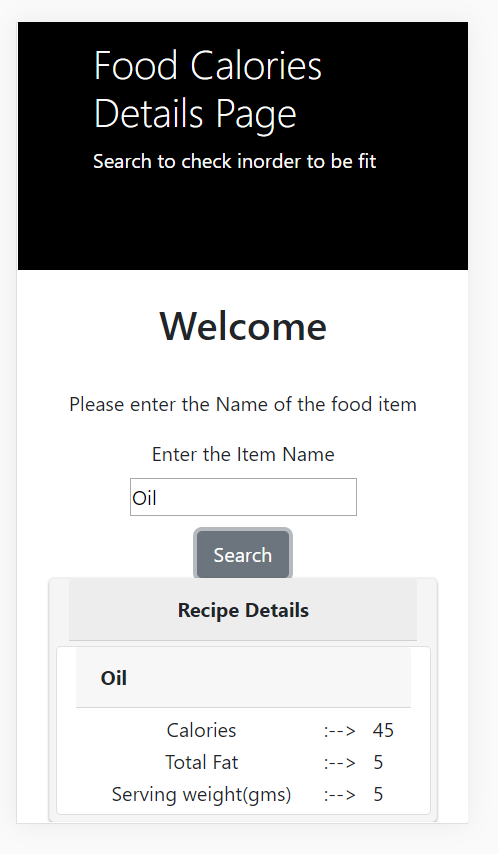 Food Calories
Details Page
Search to check inorder to be fit
Welcome
Please enter the Name of the food item
Enter the Item Name
Oil
Search
Recipe Details
Oil
Calories :--> 45
Total Fat :--> 5
Serving weight(gms) :--> 5